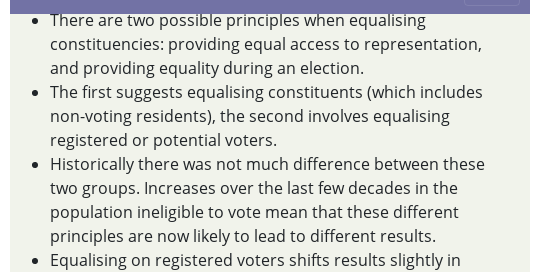 • There are two possible principles when equalising
constituencies: providing equal access to representation,
and providing equality during an election.
• The first suggests equalising constituents (which includes
non-voting residents), the second involves equalising
registered or potential voters.
• Historically there was not much difference between these
two groups. Increases over the last few decades in the
population ineligible to vote mean that these different
principles are now likely to lead to different results.
• Equalising on registered voters shifts results slightly in